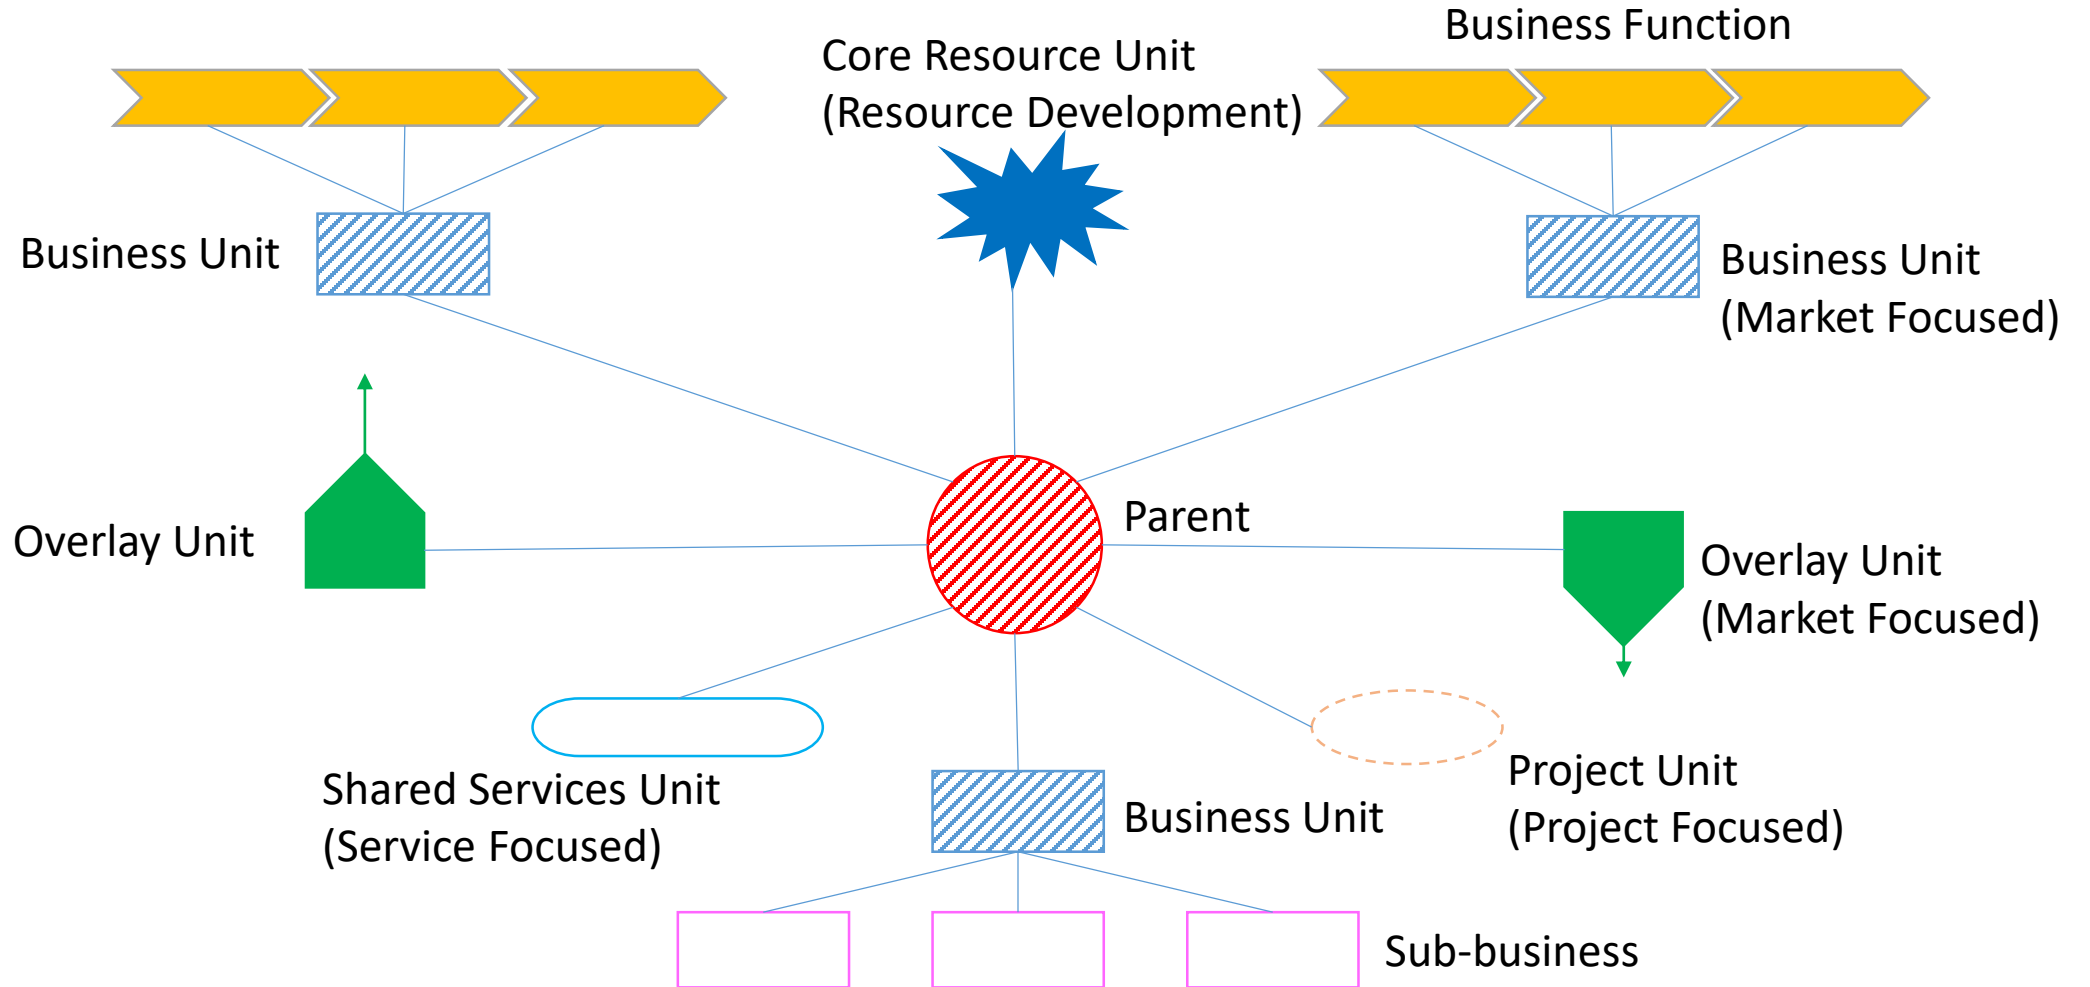 Business Function
Core Resource Unit
(Resource Development)
Business Unit
Business Unit
(Market Focused)
Parent
Overlay Unit
Overlay Unit
(Market Focused)
Shared Services Unit
(Service Focused)
Business Unit
Project Unit
(Project Focused)
Sub-business